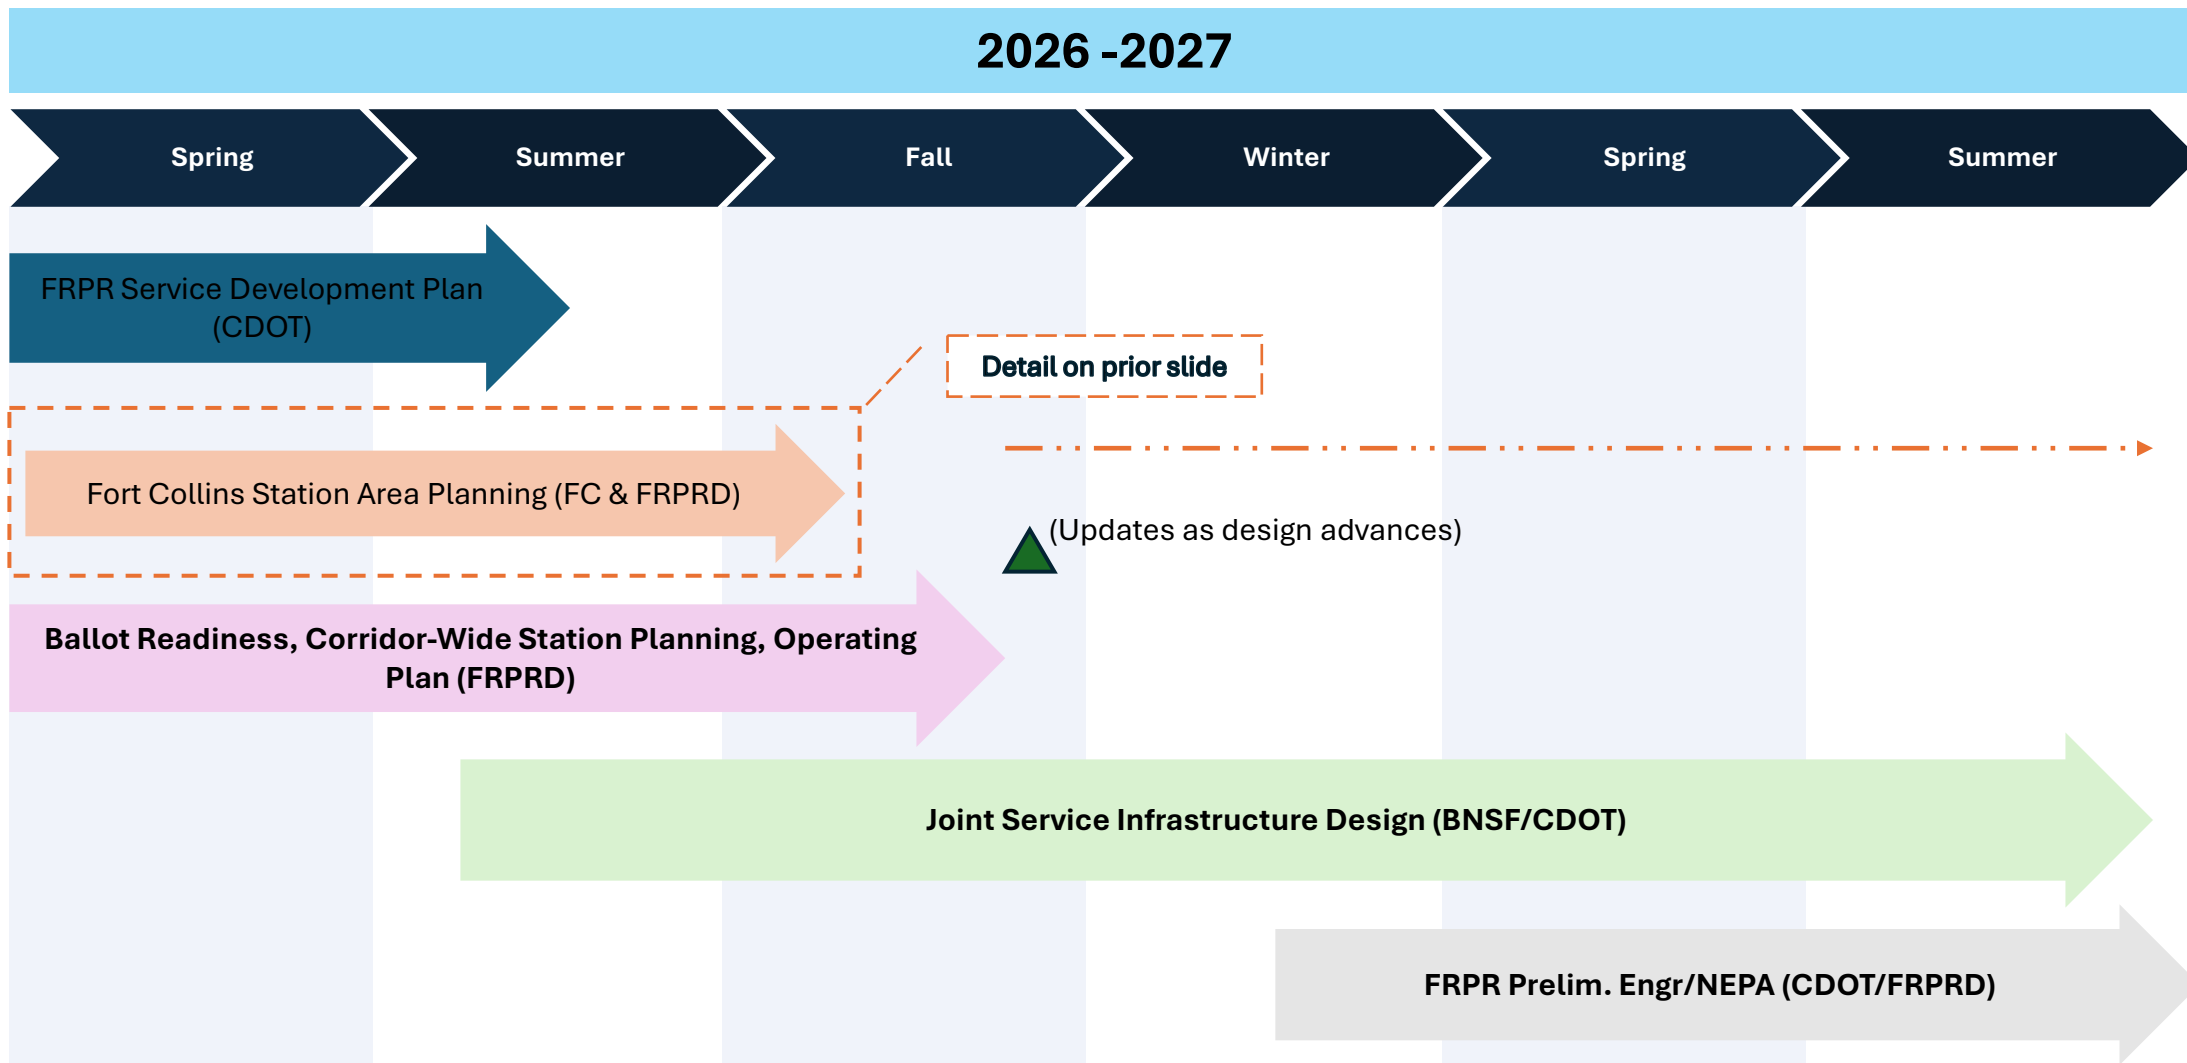 2026 -2027
Spring
Summer
Fall
Winter
Spring
Summer
FRPR Service Development Plan
(CDOT)
Detail on prior slide
Fort Collins Station Area Planning (FC & FRPRD)
(Updates as design advances)
Ballot Readiness, Corridor-Wide Station Planning, Operating
Plan (FRPRD)
Joint Service Infrastructure Design (BNSF/CDOT)
FRPR Prelim. Engr/NEPA (CDOT/FRPRD)